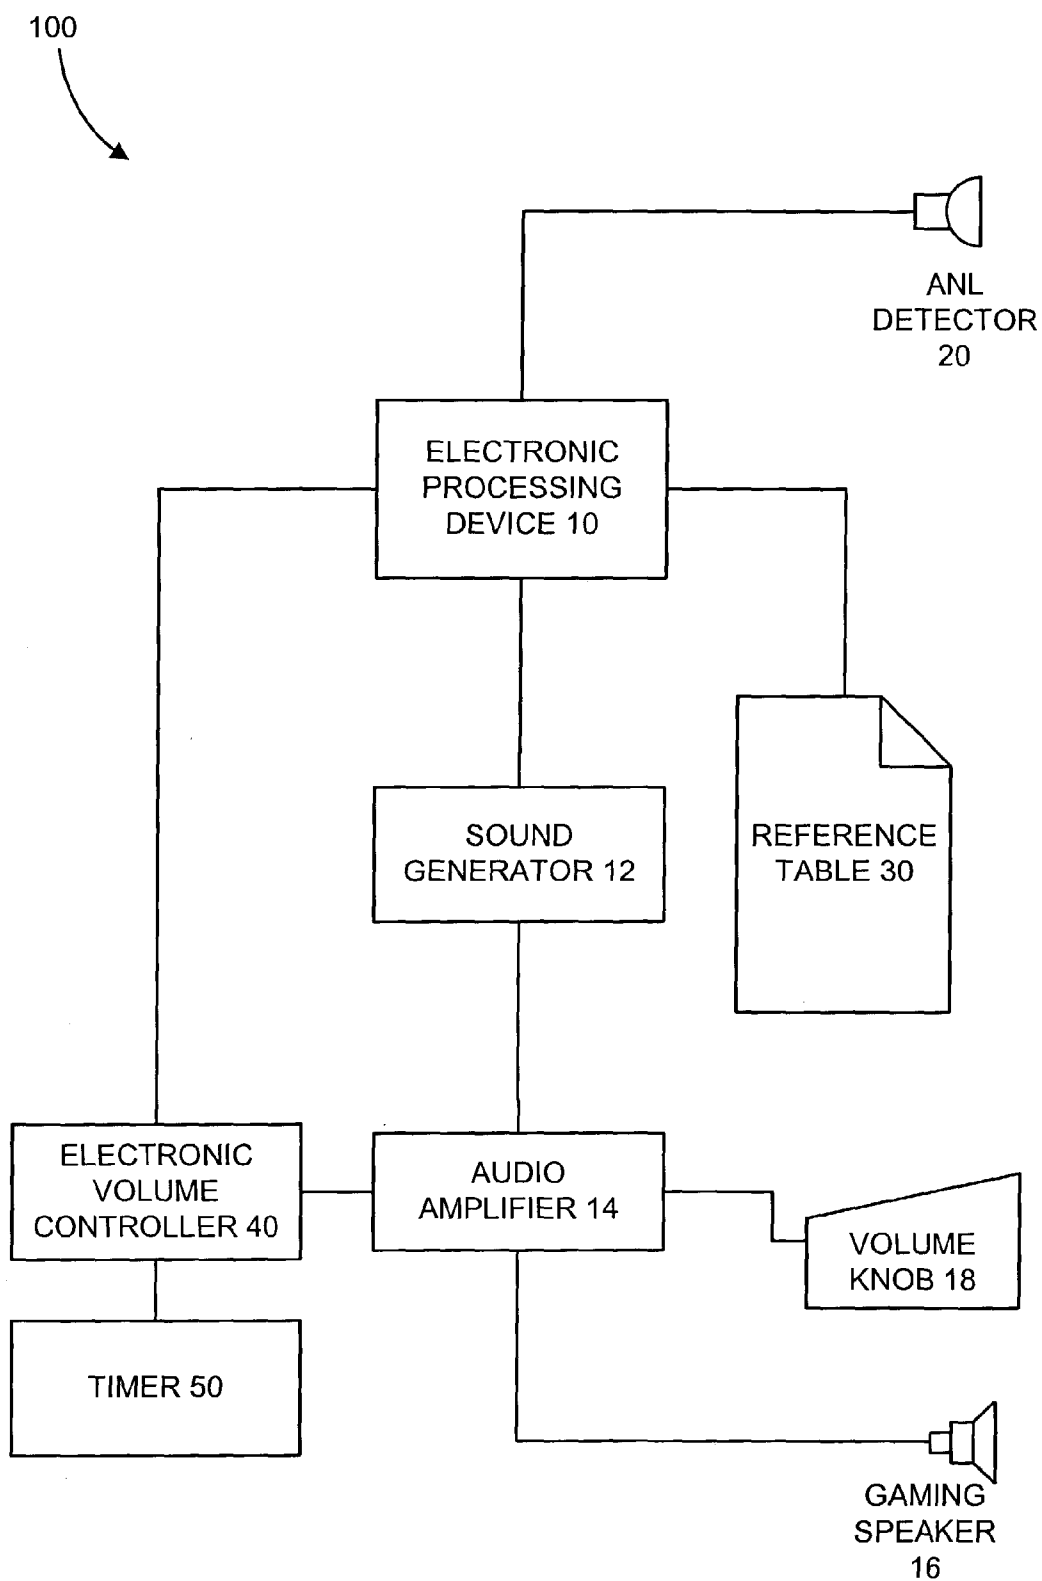 100
ANL
DETECTOR
20
ELECTRONIC
PROCESSING
DEVICE 10
SOUND
GENERATOR 12
REFERENCE
TABLE 30
ELECTRONIC
VOLUME
CONTROLLER 40
AUDIO
AMPLIFIER 14
VOLUME
KNOB 18
TIMER 50
GAMING
SPEAKER
16